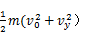 ½m(v₀² + v_y²)